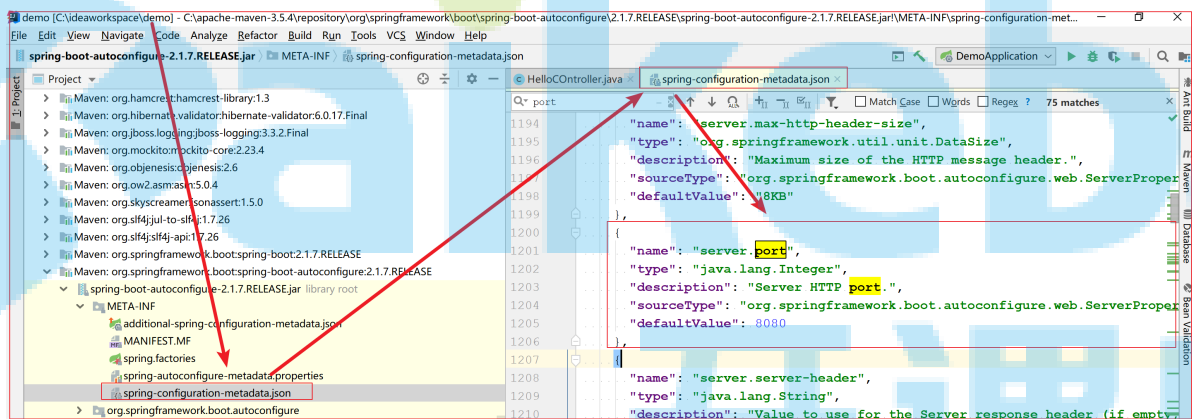 demo [C:\ideaworkspace\demo] - C:\apache-maven-3.5.4\repository\org\springframework\boot\spring-boot-autoconfigure\2.1.7.RELEASE\spring-boot-autoconfigure-2.1.7.RELEASE.jar!\META-INF\spring-configuration-met...
File Edit View Navigate Code Analyze Refactor Build Run Tools VCS Window Help
spring-boot-autoconfigure-2.1.7.RELEASE.jar META-INF spring-configuration-metadata.json DemoApplication
1: Project
Project
HelloCOntroller.java spring-configuration-metadata.json
port Match Case Words Regex ? 75 matches
Maven: org.hamcrest:hamcrest-library:1.3
Maven: org.hibernate.validator:hibernate-validator:6.0.17.Final
Maven: org.jboss.logging:jboss-logging:3.3.2.Final
Maven: org.mockito:mockito-core:2.23.4
Maven: org.objenesis:objenesis:2.6
Maven: org.ow2.asm:asm:5.0.4
Maven: org.skyscreamer:jsonassert:1.5.0
Maven: org.slf4j:jul-to-slf4j:1.7.26
Maven: org.slf4j:slf4j-api:1.7.26
Maven: org.springframework.boot:spring-boot:2.1.7.RELEASE
Maven: org.springframework.boot:spring-boot-autoconfigure:2.1.7.RELEASE
spring-boot-autoconfigure-2.1.7.RELEASE.jar library root
META-INF
additional-spring-configuration-metadata.json
MANIFEST.MF
spring.factories
spring-autoconfigure-metadata.properties
spring-configuration-metadata.json
org.springframework.boot.autoconfigure
1194 "name": "server.max-http-header-size",
1195 "type": "org.springframework.util.unit.DataSize",
1196 "description": "Maximum size of the HTTP message header.",
1197 "sourceType": "org.springframework.boot.autoconfigure.web.ServerProper
1198 "defaultValue": "8KB"
1199 },
1200 {
1201 "name": "server.port",
1202 "type": "java.lang.Integer",
1203 "description": "Server HTTP port.",
1204 "sourceType": "org.springframework.boot.autoconfigure.web.ServerProper
1205 "defaultValue": 8080
1206 },
1207 {
1208 "name": "server.server-header",
1209 "type": "java.lang.String",
1210 "description": "Value to use for the Server response header (if empty
Ant Build
Maven
Database
Bean Validation